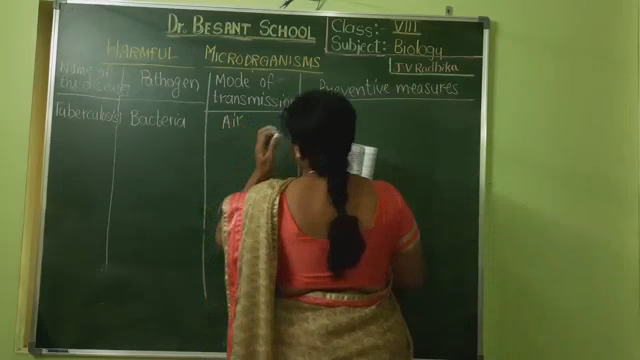 Dr. BESANT SCHOOL
Class:- VIII
Subject: Biology
J V Radhika
HARMFUL MICRODRGANISMS
Name of the disease
Pathogen
Mode of transmission
Preventive measures
Tuberculosis
Bacteria
Air